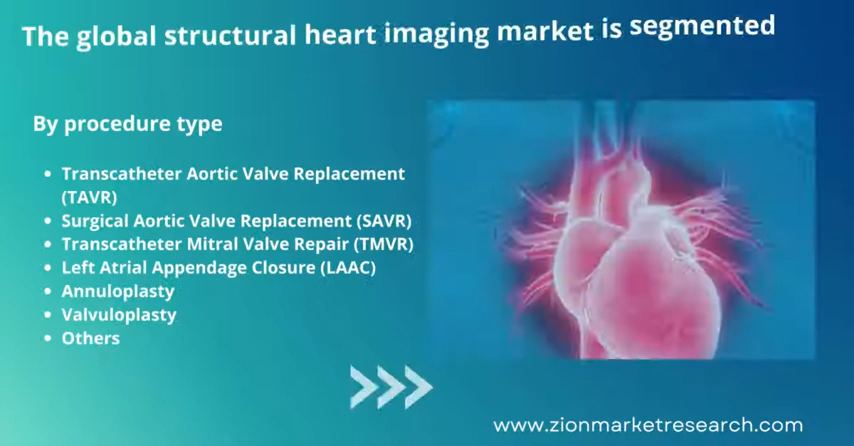 The global structural heart imaging market is segmented
By procedure type
• Transcatheter Aortic Valve Replacement
(TAVR)
• Surgical Aortic Valve Replacement (SAVR)
• Transcatheter Mitral Valve Repair (TMVR)
• Left Atrial Appendage Closure (LAAC)
• Annuloplasty
• Valvuloplasty
• Others
www.zionmarketresearch.com